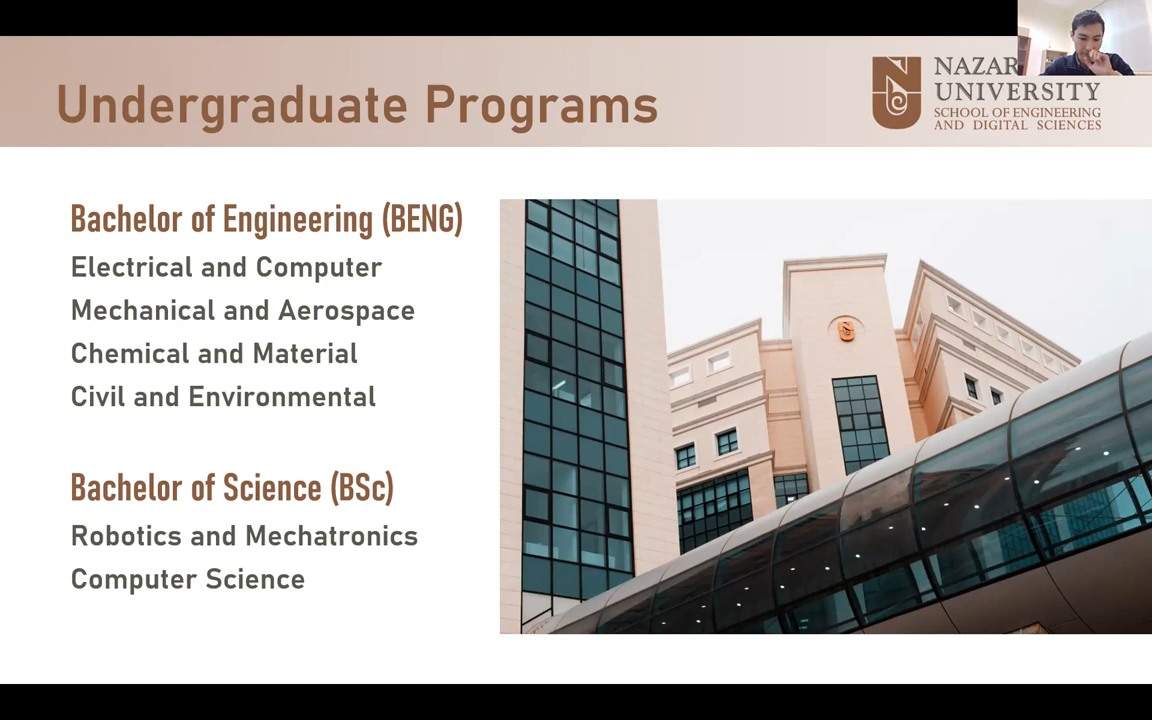 Undergraduate Programs
UNIVERSITY
SCHOOL OF ENGINEERING
AND DIGITAL SCIENCES
Bachelor of Engineering (BENG)
Electrical and Computer
Mechanical and Aerospace
Chemical and Material
Civil and Environmental
Bachelor of Science (BSc)
Robotics and Mechatronics
Computer Science